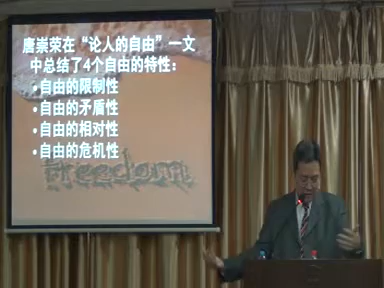 唐崇荣在“论人的自由”一文
中总结了4个自由的特性：
•自由的限制性
•自由的矛盾性
•自由的相对性
•自由的危机性
Freedom